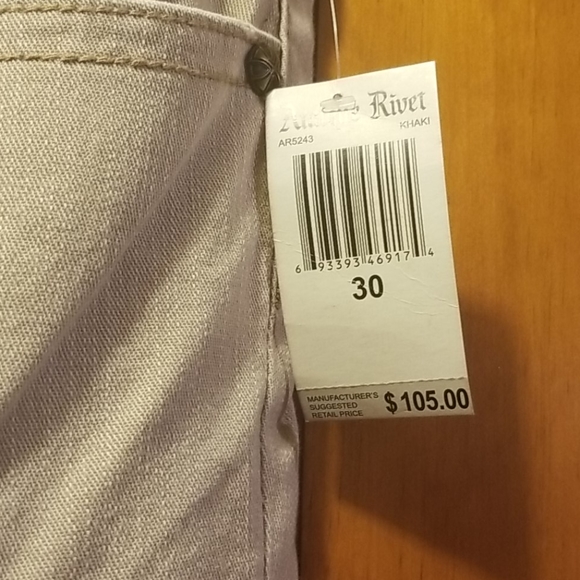 Rivet
KHAKI
AR5243
6 93393 46917 4
30
MANUFACTURER'S
SUGGESTED
RETAIL PRICE
$105.00